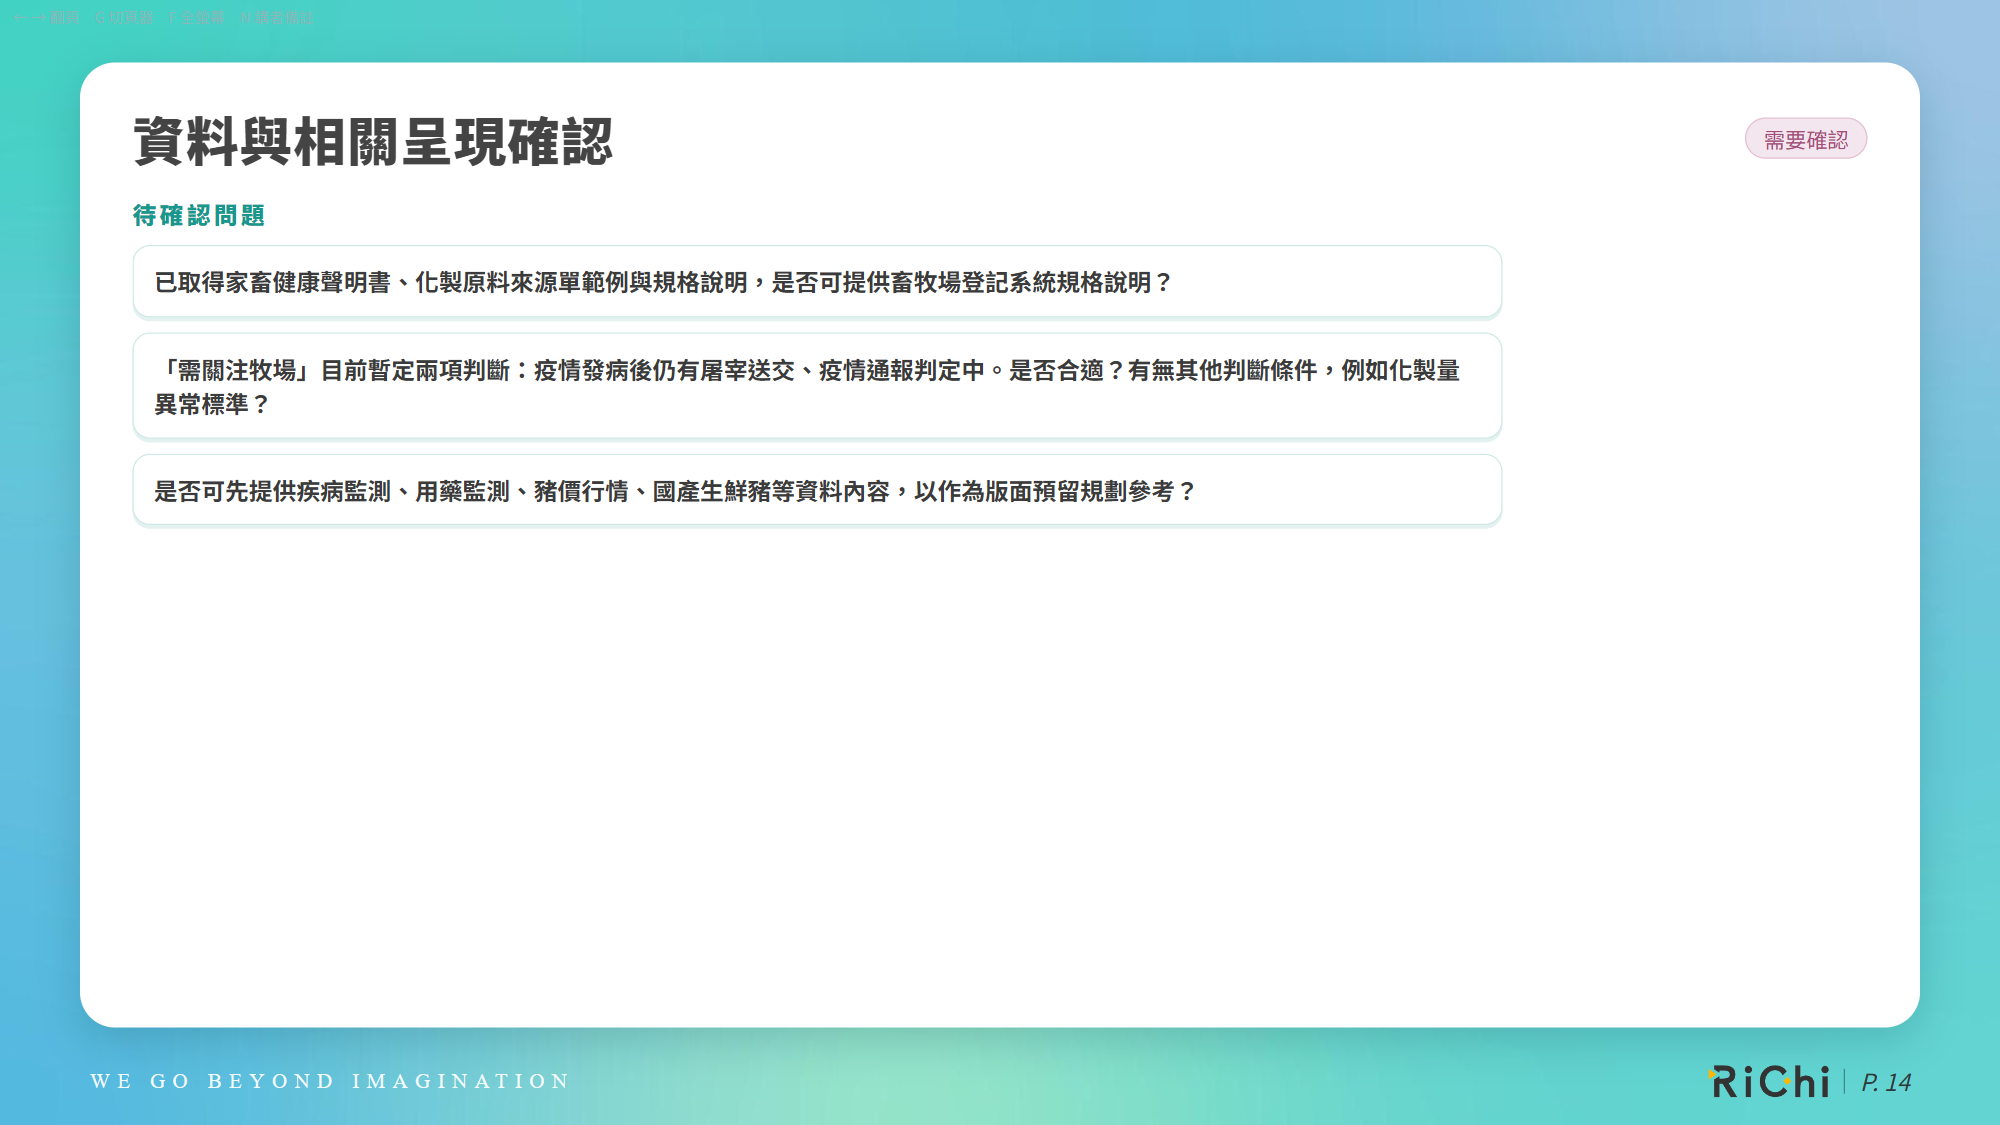 資料與相關呈現確認
需要確認
待確認問題
已取得家畜健康聲明書、化製原料來源單範例與規格說明，是否可提供畜牧場登記系統規格說明？
「需關注牧場」目前暫定兩項判斷：疫情發病後仍有屠宰送交、疫情通報判定中。是否合適？有無其他判斷條件，例如化製量
異常標準？
是否可先提供疾病監測、用藥監測、豬價行情、國產生鮮豬等資料內容，以作為版面預留規劃參考？
WE GO BEYOND IMAGINATION
RiChi
P. 14